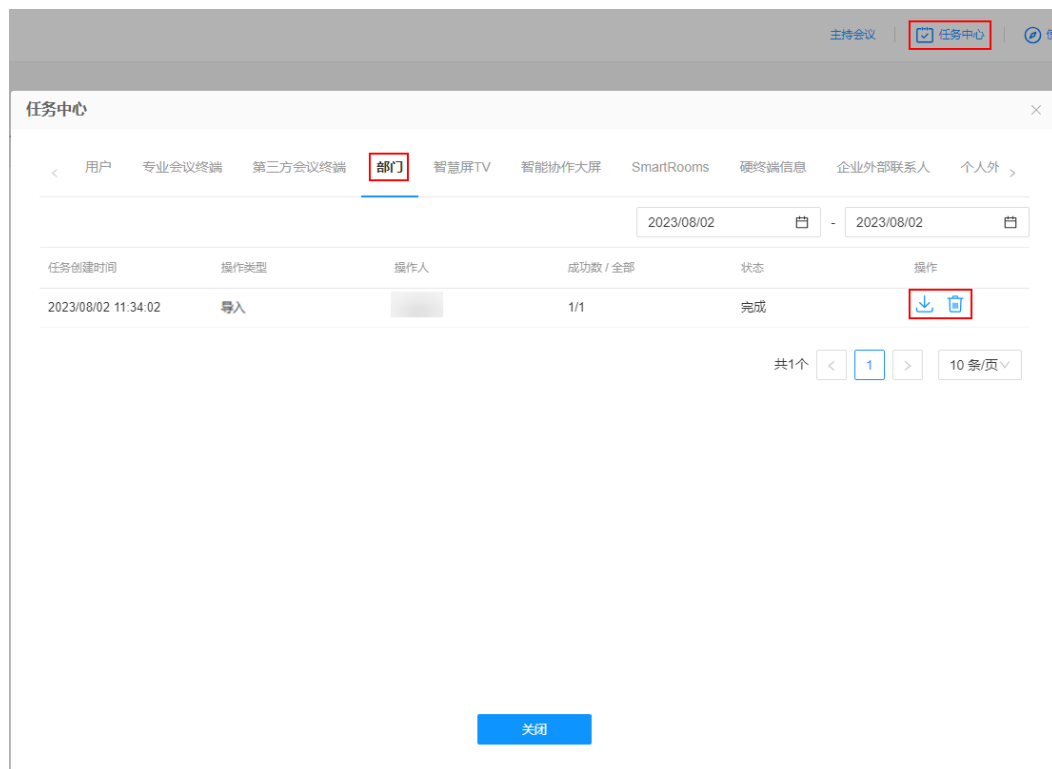 主持会议 任务中心
任务中心
用户 专业会议终端 第三方会议终端 部门 智慧屏TV 智能协作大屏 SmartRooms 硬终端信息 企业外部联系人 个人外
2023/08/02 - 2023/08/02
任务创建时间 操作类型 操作人 成功数 / 全部 状态 操作
2023/08/02 11:34:02 导入 1/1 完成
共1个 < 1 > 10 条/页
关闭